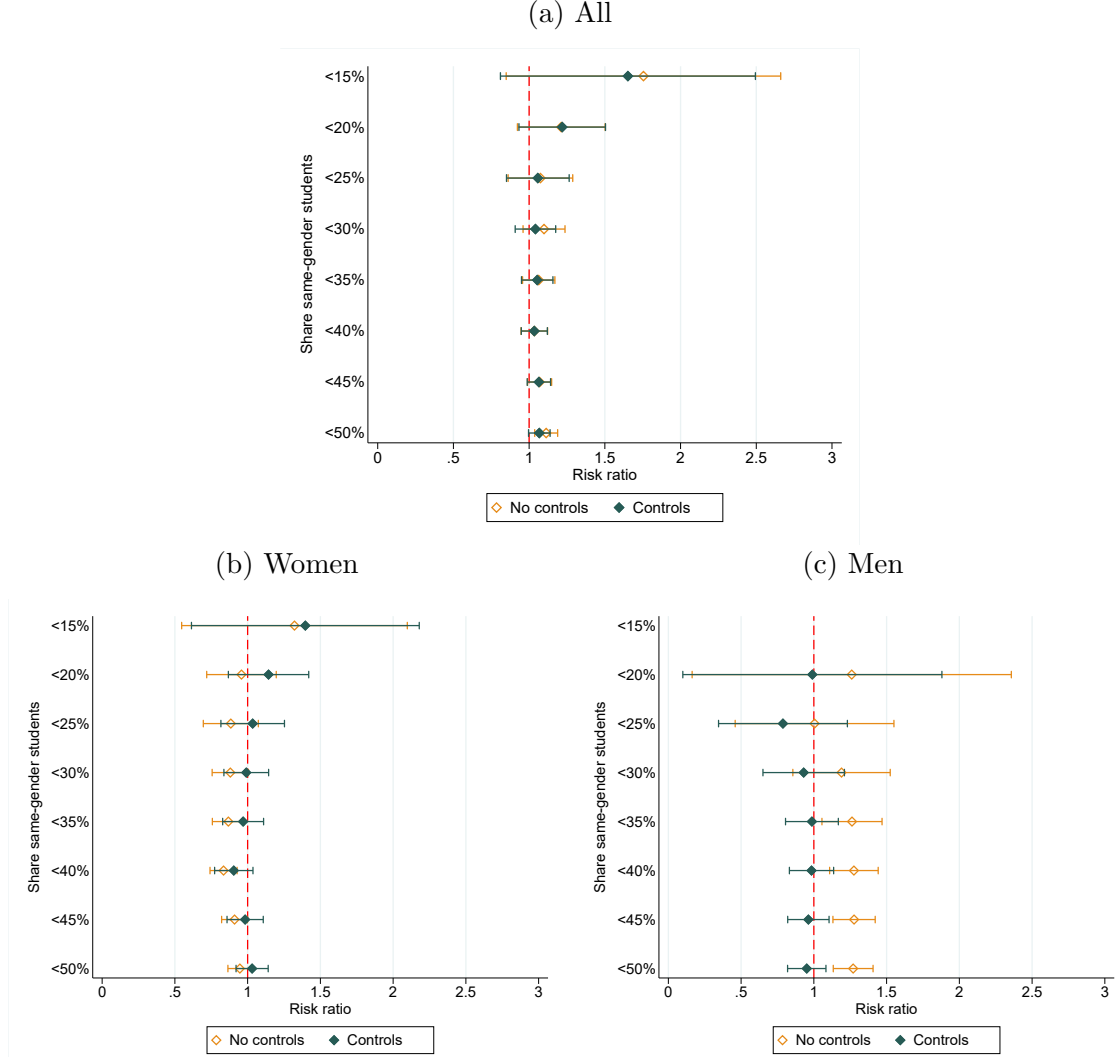 (a) All
Share same-gender students
<15%
<20%
<25%
<30%
<35%
<40%
<45%
<50%
0 .5 1 1.5 2 2.5 3
Risk ratio
No controls Controls
(b) Women
Share same-gender students
<15%
<20%
<25%
<30%
<35%
<40%
<45%
<50%
0 .5 1 1.5 2 2.5 3
Risk ratio
No controls Controls
(c) Men
Share same-gender students
<15%
<20%
<25%
<30%
<35%
<40%
<45%
<50%
0 .5 1 1.5 2 2.5 3
Risk ratio
No controls Controls